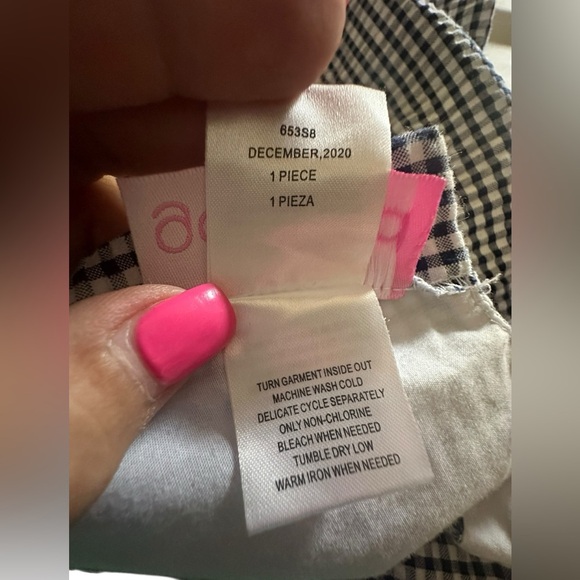 653S8
DECEMBER,2020
1 PIECE
1 PIEZA
TURN GARMENT INSIDE OUT
MACHINE WASH COLD
DELICATE CYCLE SEPARATELY
ONLY NON-CHLORINE
BLEACH WHEN NEEDED
TUMBLE DRY LOW
WARM IRON WHEN NEEDED